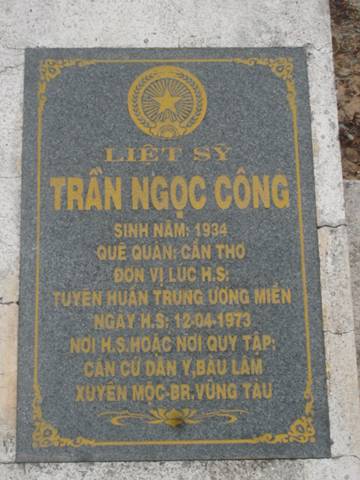 LIỆT SỸ
TRẦN NGỌC CÔNG
SINH NĂM: 1934
QUÊ QUÁN: CẦN THƠ
ĐƠN VỊ LÚC H.S:
TUYÊN HUẤN TRUNG ƯƠNG MIỀN
NGÀY H.S: 12-04-1973
NƠI H.S.HOẶC NƠI QUY TẬP:
CĂN CỨ DÂN Y,BÀU LÂM
XUYÊN MỘC-BR.VŨNG TÀU